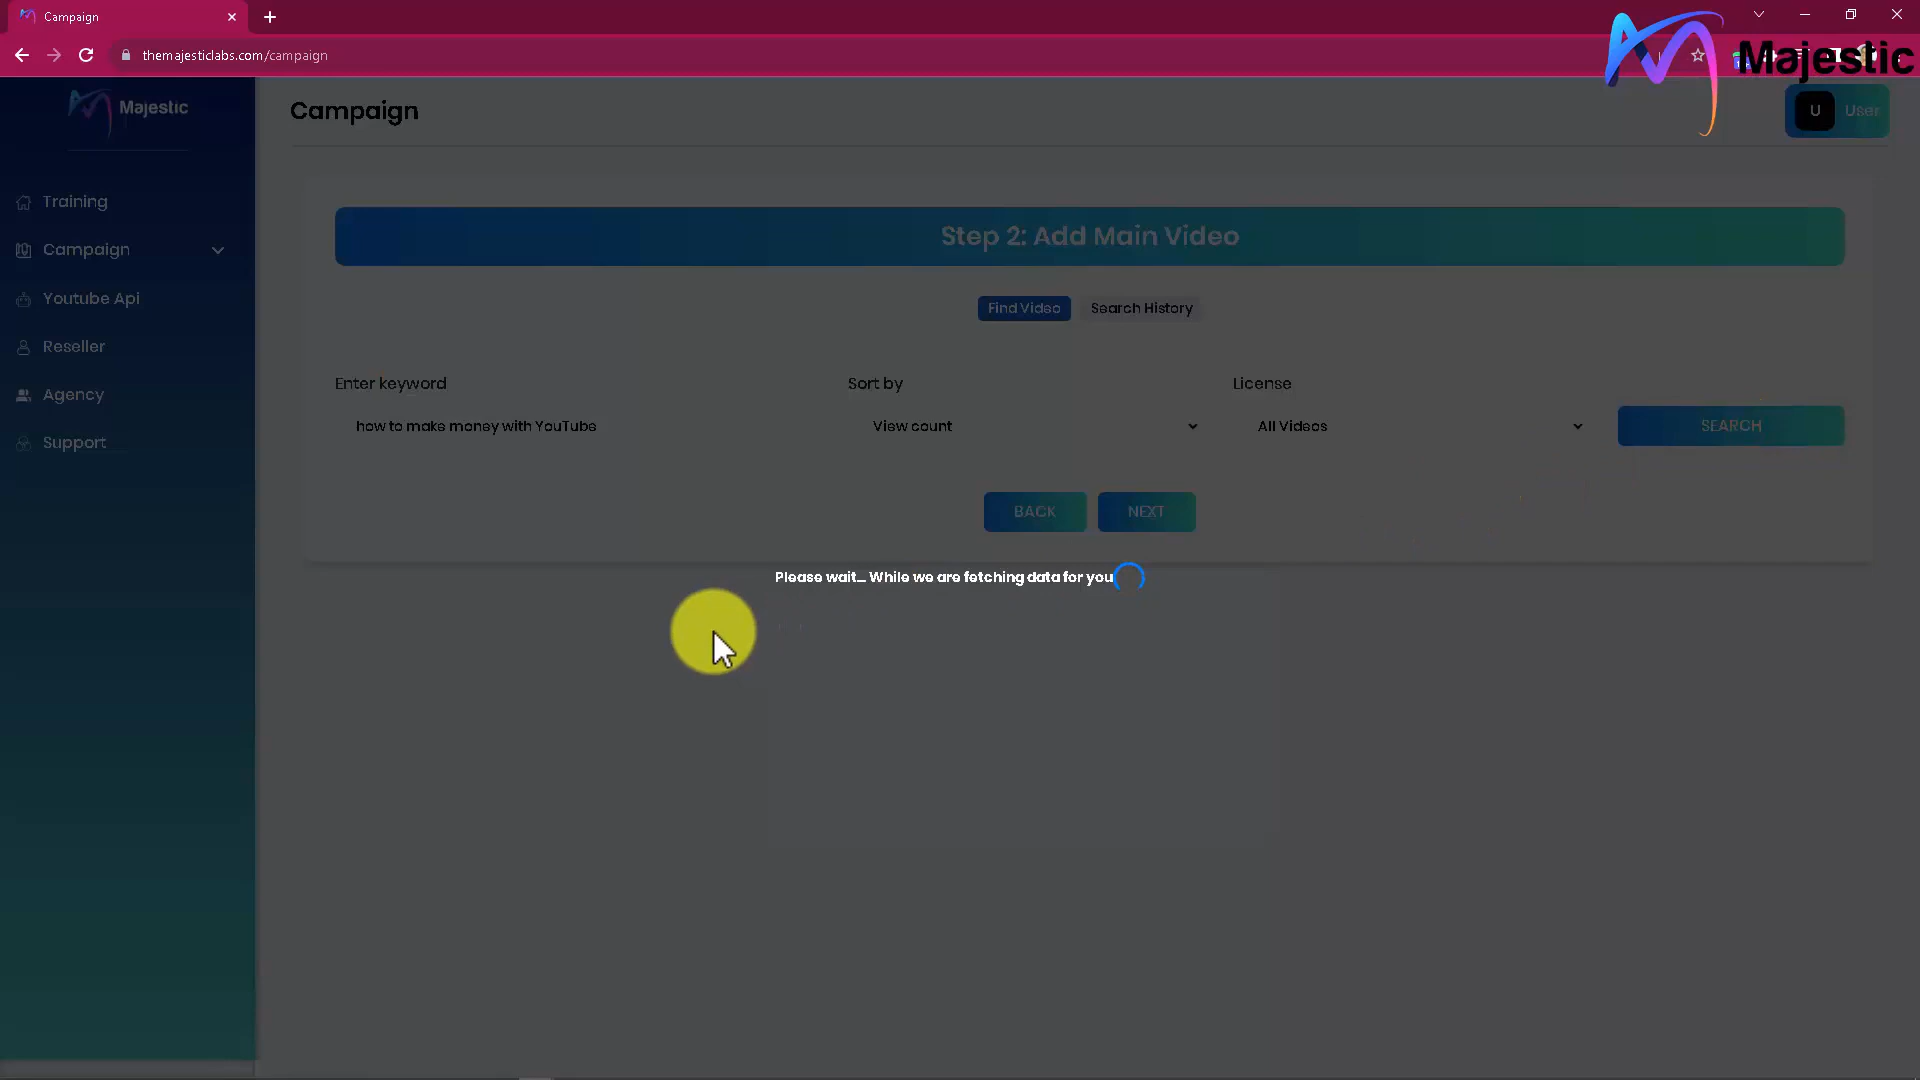 Campaign
themajesticlabs.com/campaign
Majestic
Majestic
Campaign
U User
Training
Campaign
Youtube Api
Reseller
Agency
Support
Step 2: Add Main Video
Find Video Search History
Enter keyword Sort by License
how to make money with YouTube View count All Videos SEARCH
BACK NEXT
Please wait... While we are fetching data for you